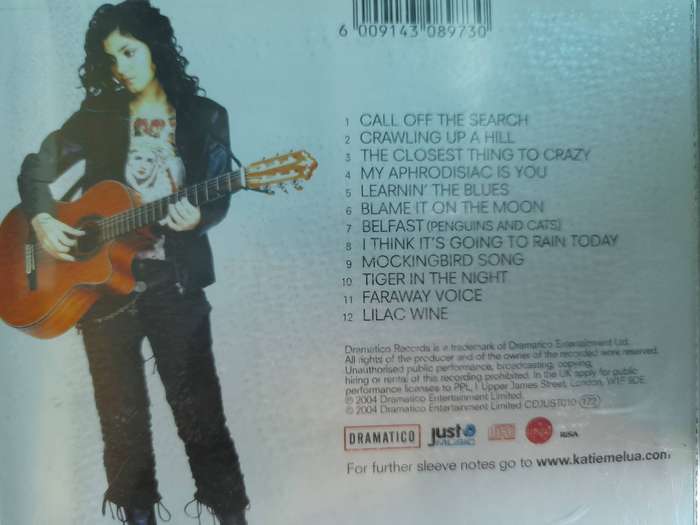 6 009143 089730
1 CALL OFF THE SEARCH
2 CRAWLING UP A HILL
3 THE CLOSEST THING TO CRAZY
4 MY APHRODISIAC IS YOU
5 LEARNIN' THE BLUES
6 BLAME IT ON THE MOON
7 BELFAST (PENGUINS AND CATS)
8 I THINK IT'S GOING TO RAIN TODAY
9 MOCKINGBIRD SONG
10 TIGER IN THE NIGHT
11 FARAWAY VOICE
12 LILAC WINE
Dramatico Records is a trademark of Dramatico Entertainment Ltd.
All rights of the producer and of the owner of the recorded work reserved.
Unauthorised public performance, broadcasting, copying,
hiring or rental of this recording prohibited. In the UK apply for public
performance licenses to PPL, 1 Upper James Street, London, W1F 9DE.
℗ 2004 Dramatico Entertainment Limited.
© 2004 Dramatico Entertainment Limited CDJUST010
DRAMATICO just MUSIC RISA
For further sleeve notes go to www.katiemelua.com